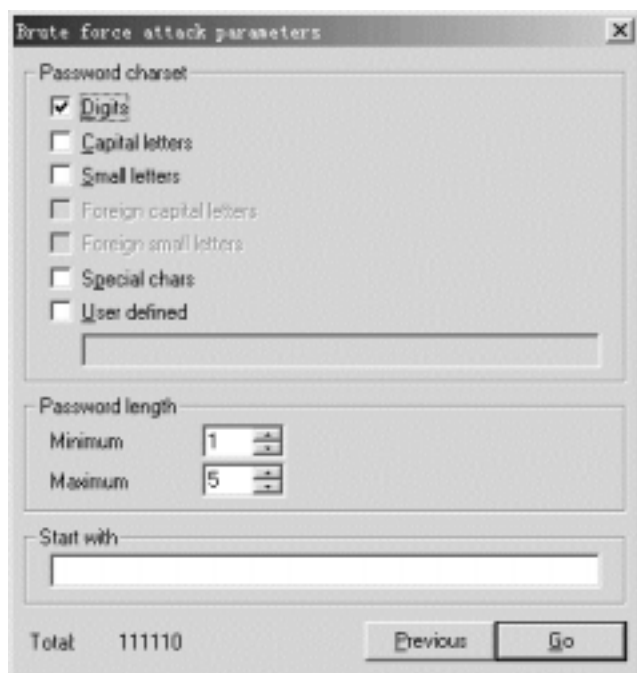 Brute force attack parameters
Password charset
Digits
Capital letters
Small letters
Foreign capital letters
Foreign small letters
Special chars
User defined
Password length
Minimum 1
Maximum 5
Start with
Total: 111110 Previous Go